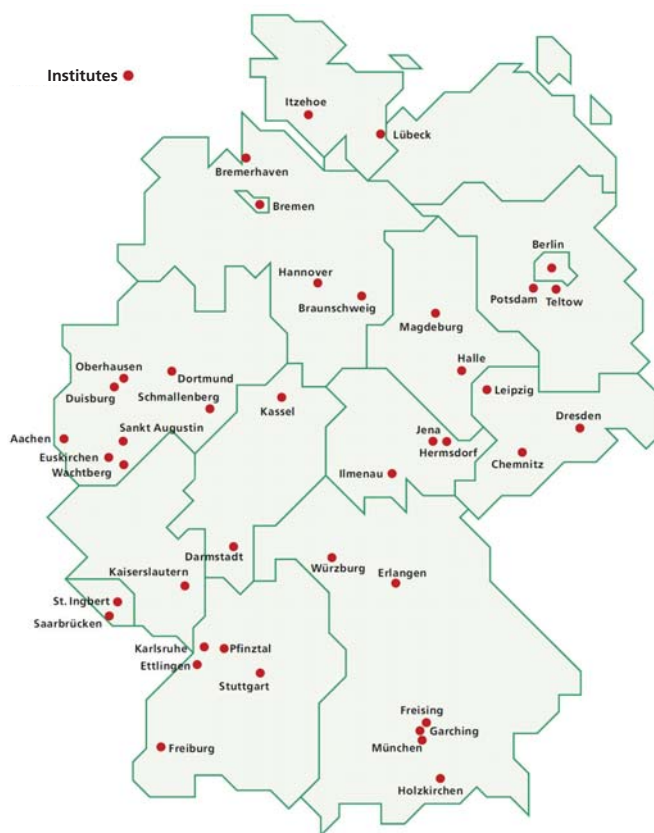 Institutes
Itzehoe
Lübeck
Bremerhaven
Bremen
Berlin
Hannover
Braunschweig
Potsdam
Teltow
Magdeburg
Oberhausen
Dortmund
Halle
Duisburg
Leipzig
Schmallenberg
Kassel
Dresden
Aachen
Sankt Augustin
Jena
Euskirchen
Hermsdorf
Wachtberg
Chemnitz
Ilmenau
Darmstadt
Würzburg
Kaiserslautern
Erlangen
St. Ingbert
Saarbrücken
Karlsruhe
Pfinztal
Ettlingen
Stuttgart
Freising
Garching
München
Freiburg
Holzkirchen